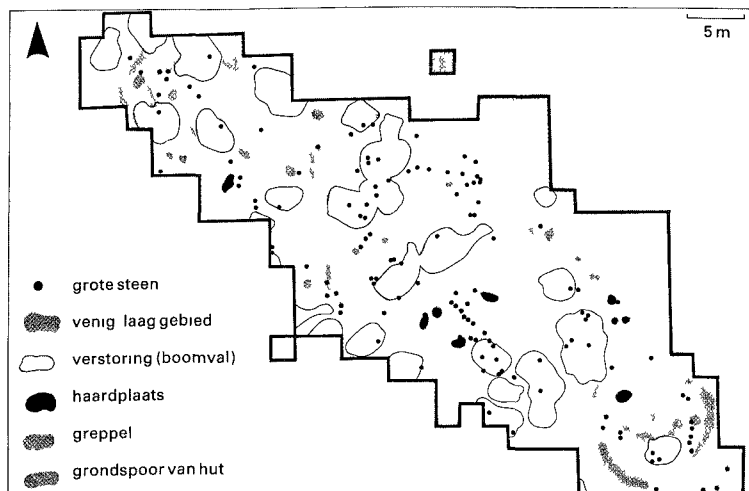 5 m
grote steen
venig laag gebied
verstoring (boomval)
haardplaats
greppel
grondspoor van hut